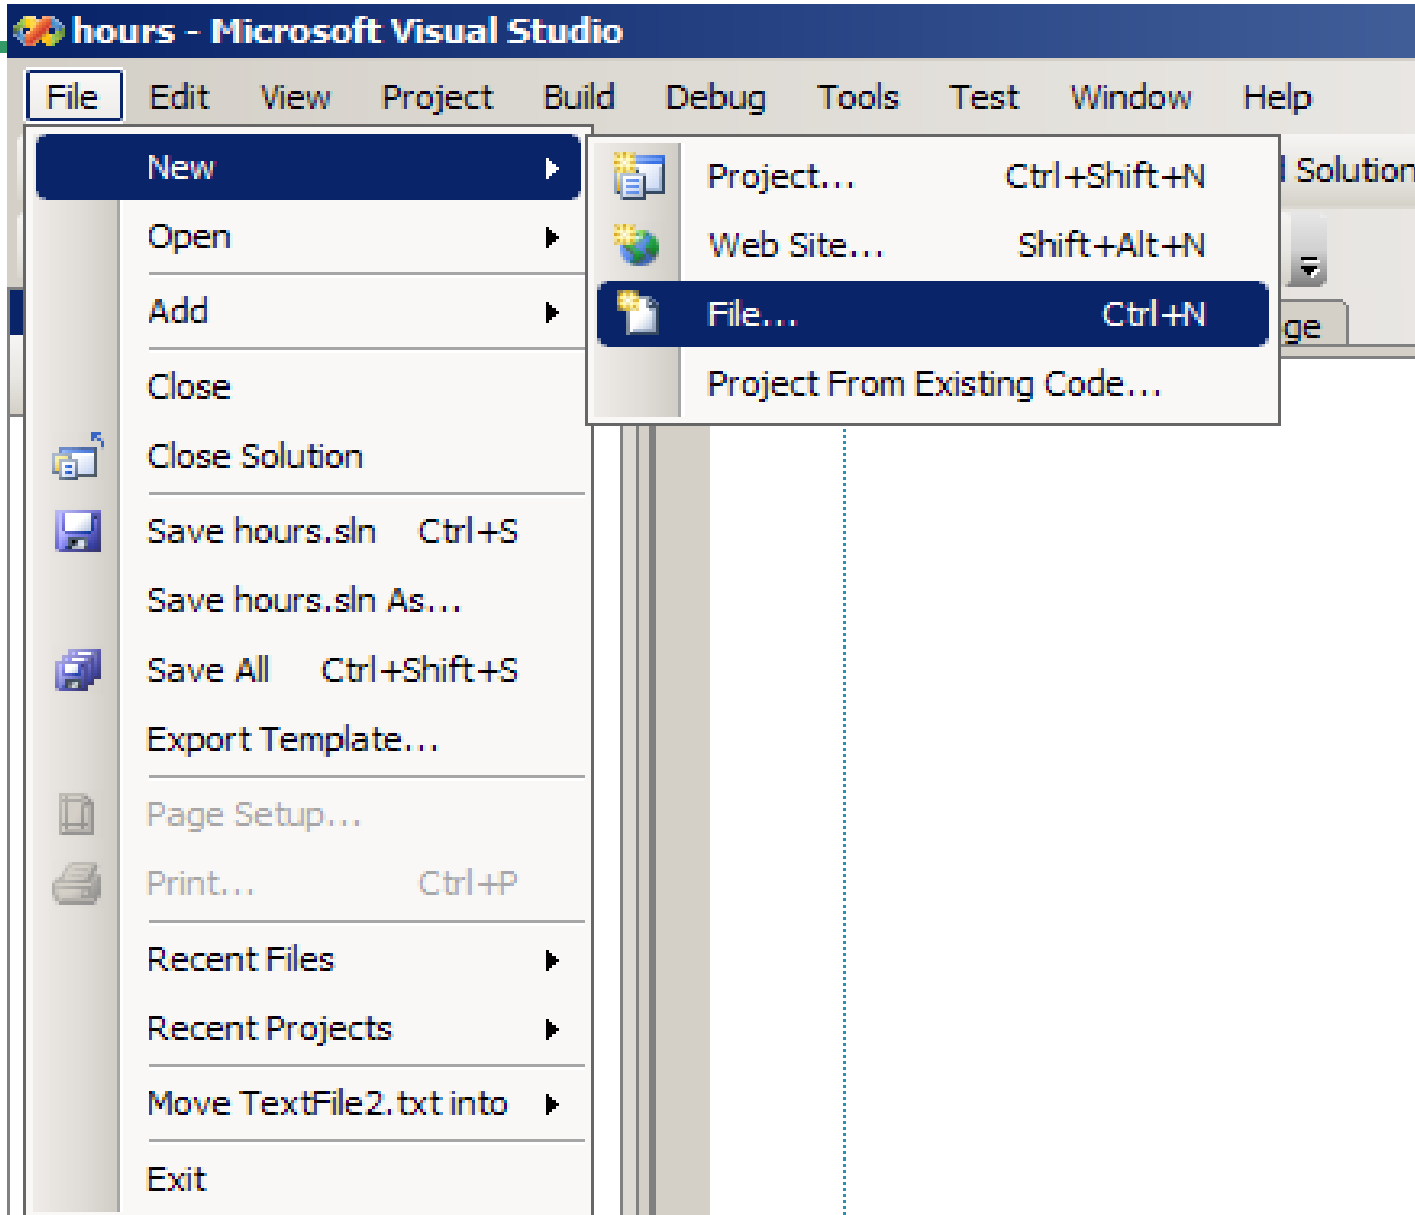 hours - Microsoft Visual Studio
File Edit View Project Build Debug Tools Test Window Help
New
Open
Add
Close
Close Solution
Save hours.sln Ctrl+S
Save hours.sln As...
Save All Ctrl+Shift+S
Export Template...
Page Setup...
Print... Ctrl+P
Recent Files
Recent Projects
Move TextFile2.txt into
Exit
Project... Ctrl+Shift+N
Web Site... Shift+Alt+N
File... Ctrl+N
Project From Existing Code...
Solution
ge